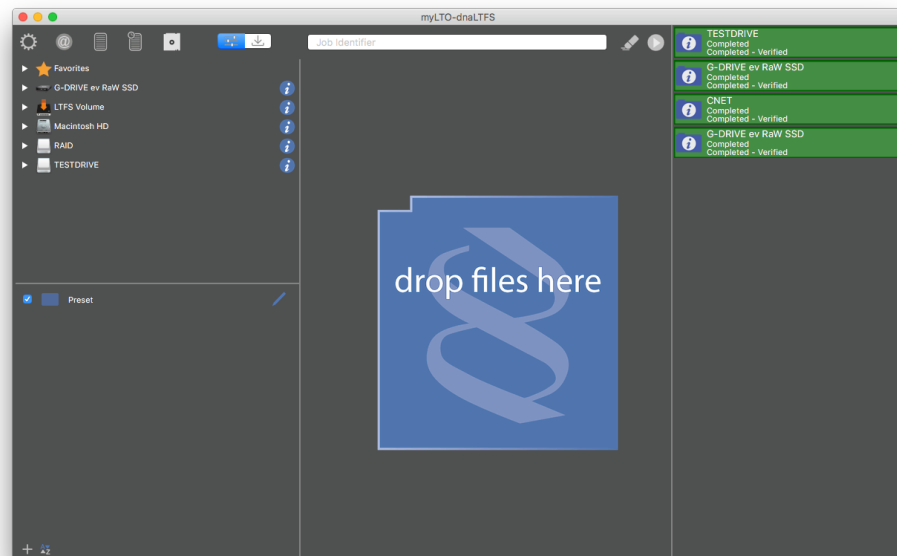 myLTO-dnaLTFS
Job identifier
Favorites
G-DRIVE ev RaW SSD
LTFS Volume
Macintosh HD
RAID
TESTDRIVE
Preset
drop files here
TESTDRIVE
Completed
Completed - Verified
G-DRIVE ev RaW SSD
Completed
Completed - Verified
CNET
Completed
Completed - Verified
G-DRIVE ev RaW SSD
Completed
Completed - Verified